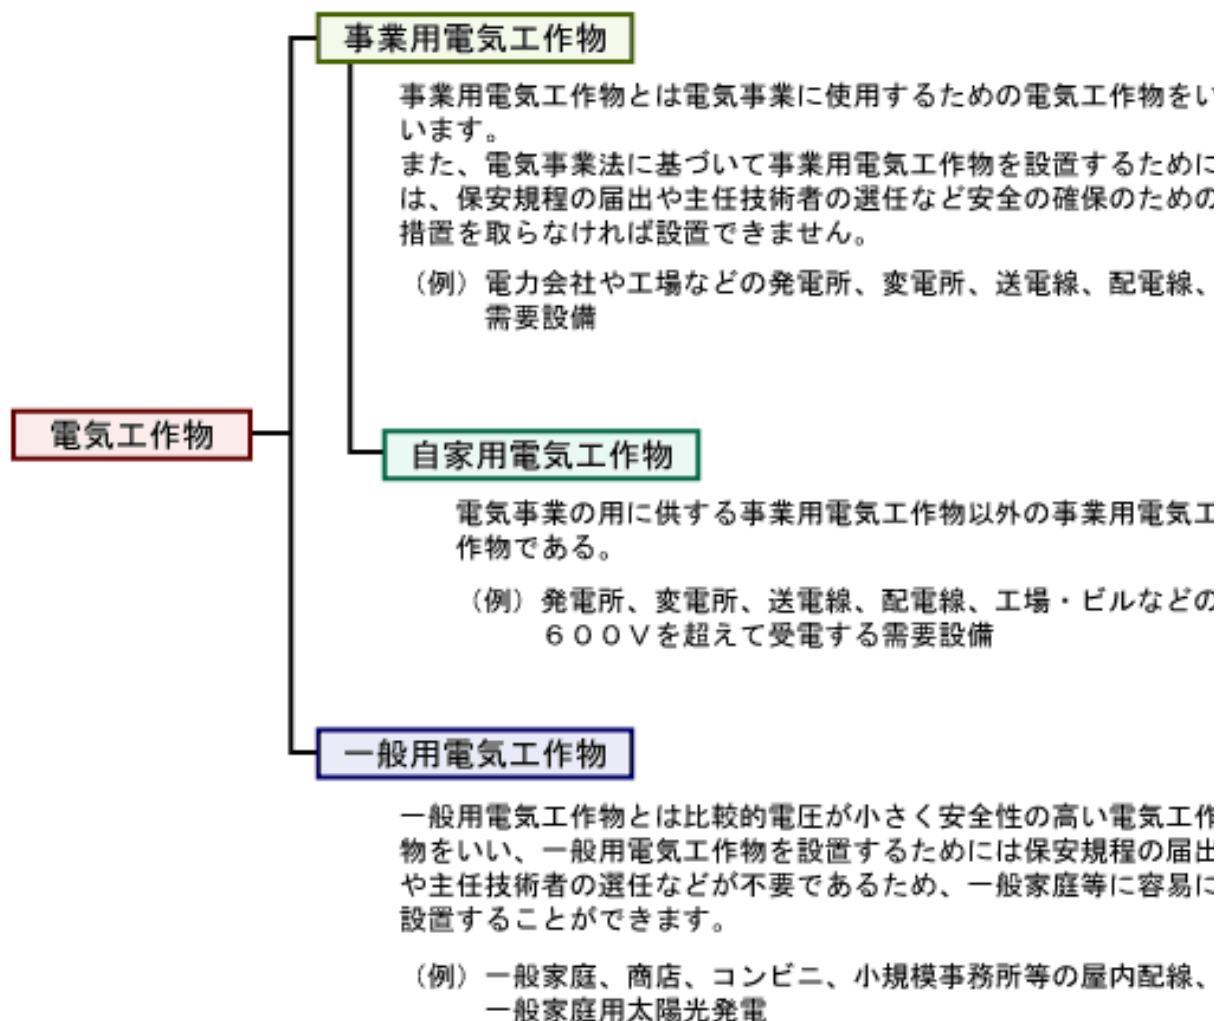 事業用電気工作物
事業用電気工作物とは電気事業に使用するための電気工作物をい
います。
また、電気事業法に基づいて事業用電気工作物を設置するために
は、保安規程の届出や主任技術者の選任など安全の確保のための
措置を取らなければ設置できません。
（例）電力会社や工場などの発電所、変電所、送電線、配電線、
需要設備
電気工作物
自家用電気工作物
電気事業の用に供する事業用電気工作物以外の事業用電気工
作物である。
（例）発電所、変電所、送電線、配電線、工場・ビルなどの
６００Ｖを超えて受電する需要設備
一般用電気工作物
一般用電気工作物とは比較的電圧が小さく安全性の高い電気工作
物をいい、一般用電気工作物を設置するためには保安規程の届出
や主任技術者の選任などが不要であるため、一般家庭等に容易に
設置することができます。
（例）一般家庭、商店、コンビニ、小規模事務所等の屋内配線、
一般家庭用太陽光発電